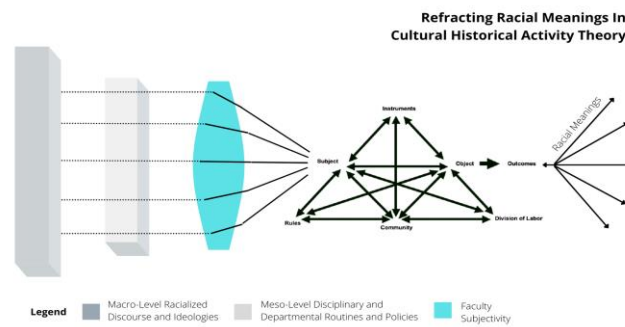 Refracting Racial Meanings In
Cultural Historical Activity Theory
Instruments
Racial Meanings
Subject
Object
Outcomes
Rules
Community
Division of Labor
Legend
Macro-Level Racialized
Discourse and Ideologies
Meso-Level Disciplinary and
Departmental Routines and Policies
Faculty
Subjectivity